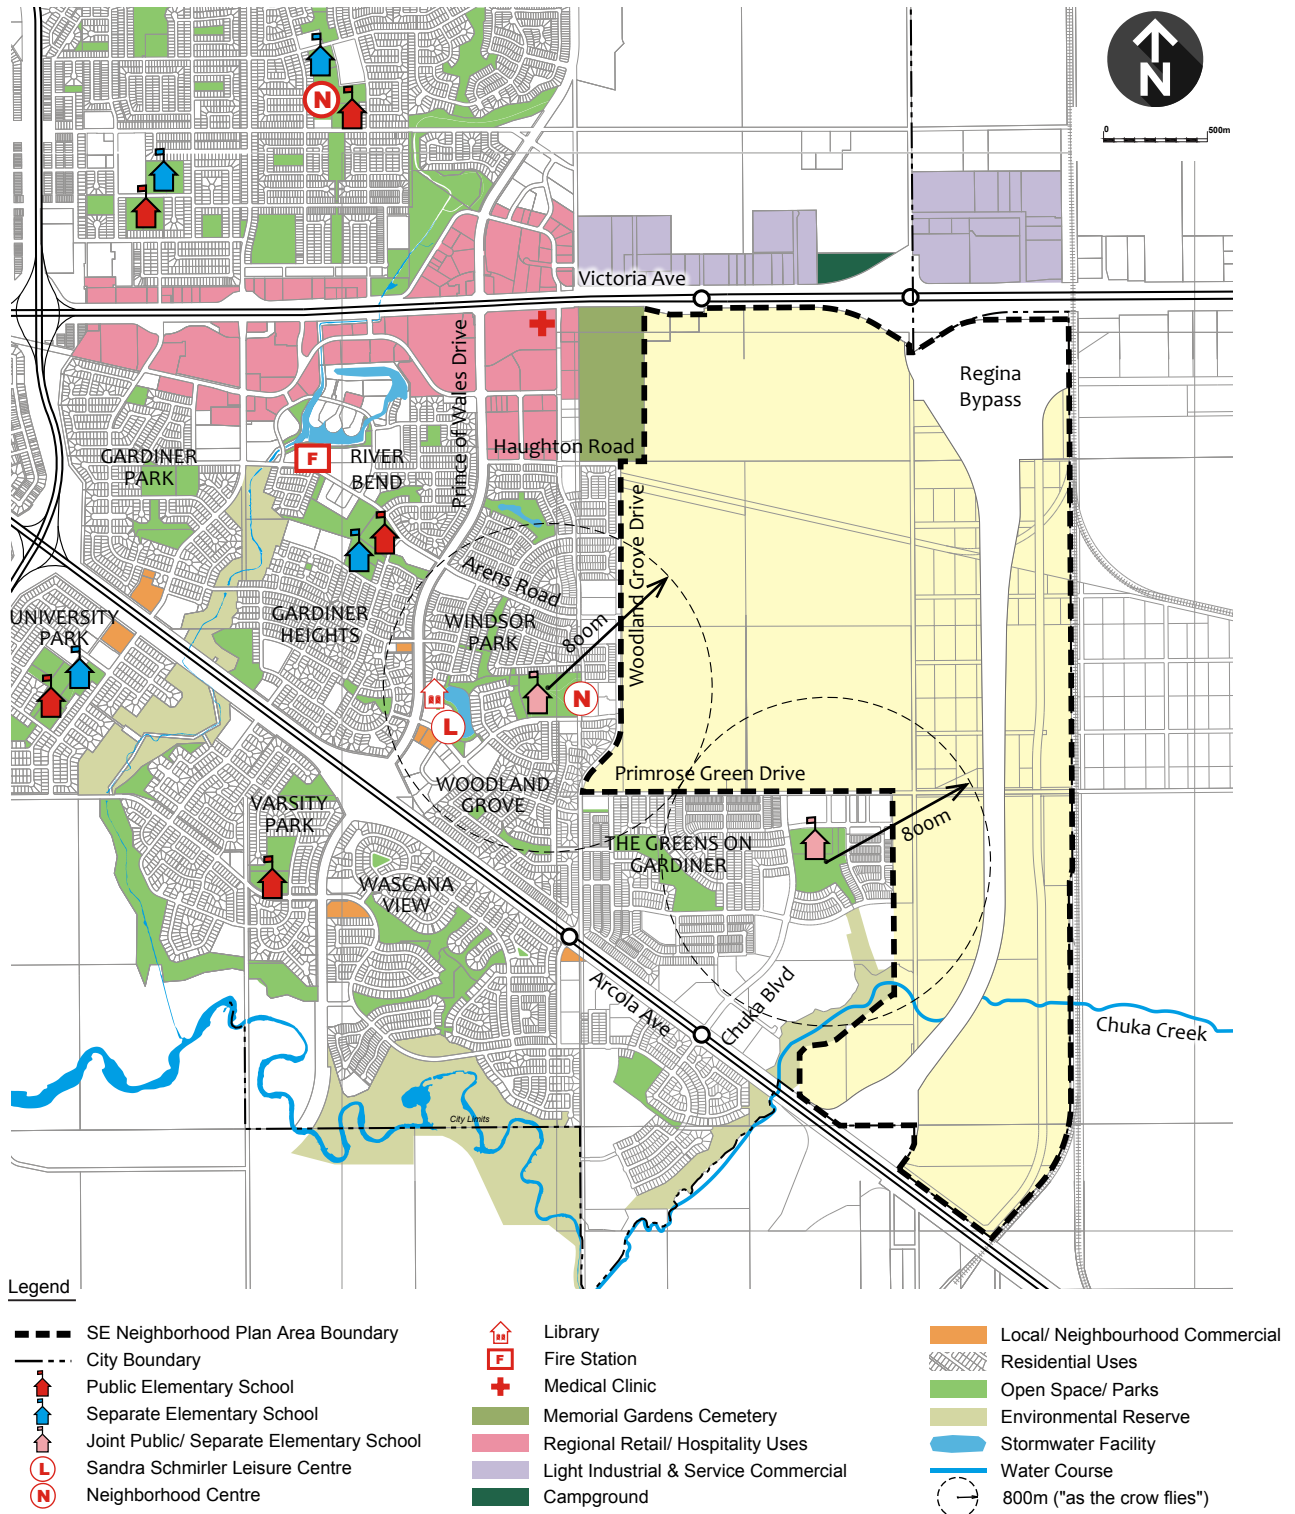 N
0
500m
N
Victoria Ave
Regina
Bypass
Prince of Wales Drive
Haughton Road
GARDINER
PARK
F
RIVER
BEND
Woodland Grove Drive
Arens Road
UNIVERSITY
PARK
GARDINER
HEIGHTS
WINDSOR
PARK
800m
N
L
Primrose Green Drive
WOODLAND
GROVE
VARSITY
PARK
THE GREENS ON
GARDINER
800m
WASCANA
VIEW
Arcola Ave
Chuka Blvd
Chuka Creek
City Limits
Legend
SE Neighborhood Plan Area Boundary
City Boundary
Public Elementary School
Separate Elementary School
Joint Public/ Separate Elementary School
L
Sandra Schmirler Leisure Centre
N
Neighborhood Centre
Library
F
Fire Station
Medical Clinic
Memorial Gardens Cemetery
Regional Retail/ Hospitality Uses
Light Industrial & Service Commercial
Campground
Local/ Neighbourhood Commercial
Residential Uses
Open Space/ Parks
Environmental Reserve
Stormwater Facility
Water Course
800m ("as the crow flies")